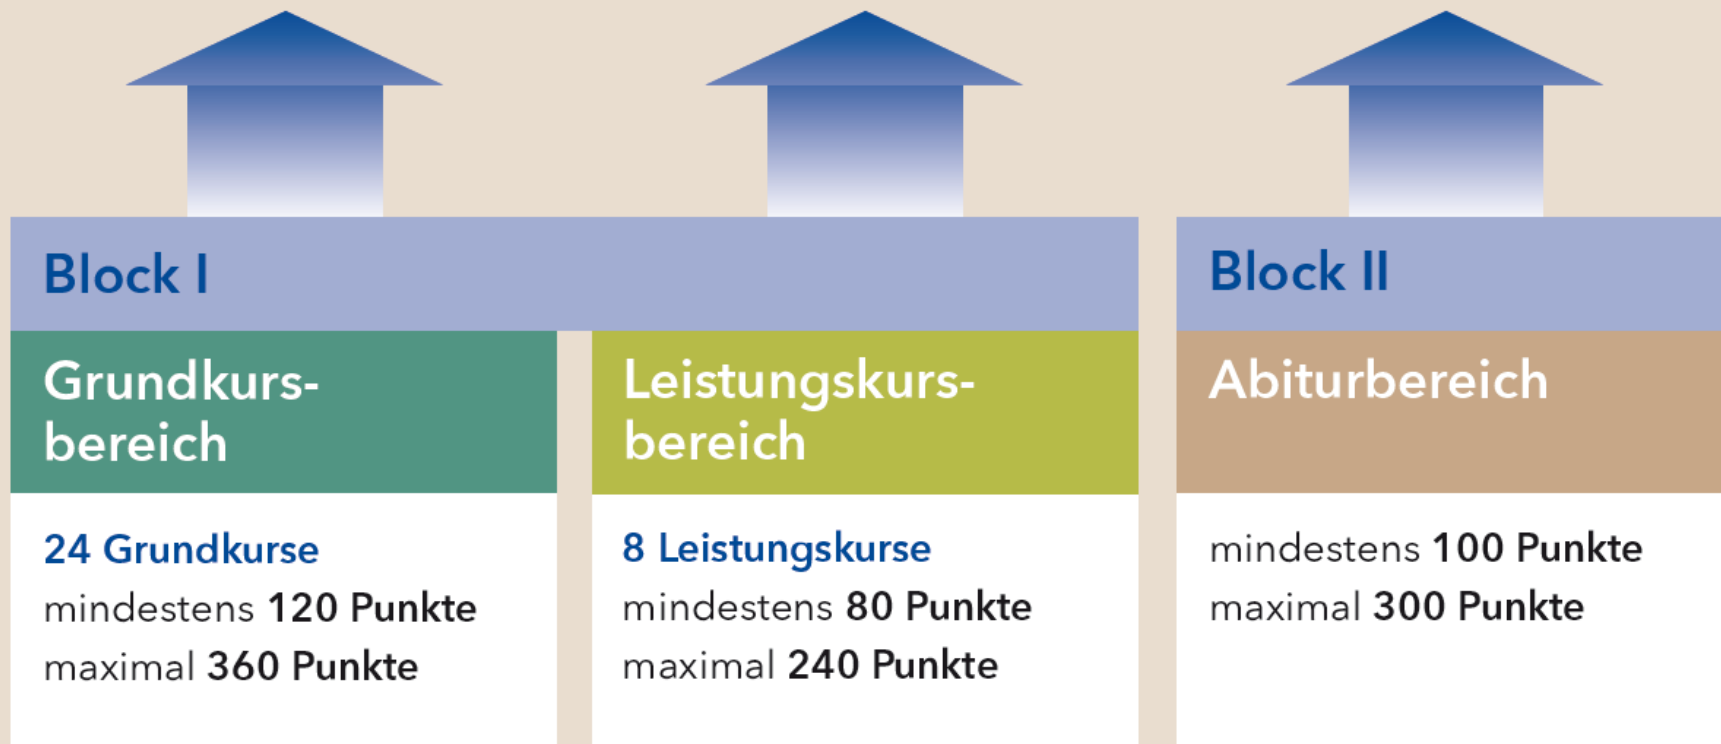 Block I
Grundkurs-
bereich
24 Grundkurse
mindestens 120 Punkte
maximal 360 Punkte
Leistungskurs-
bereich
8 Leistungskurse
mindestens 80 Punkte
maximal 240 Punkte
Block II
Abiturbereich
mindestens 100 Punkte
maximal 300 Punkte